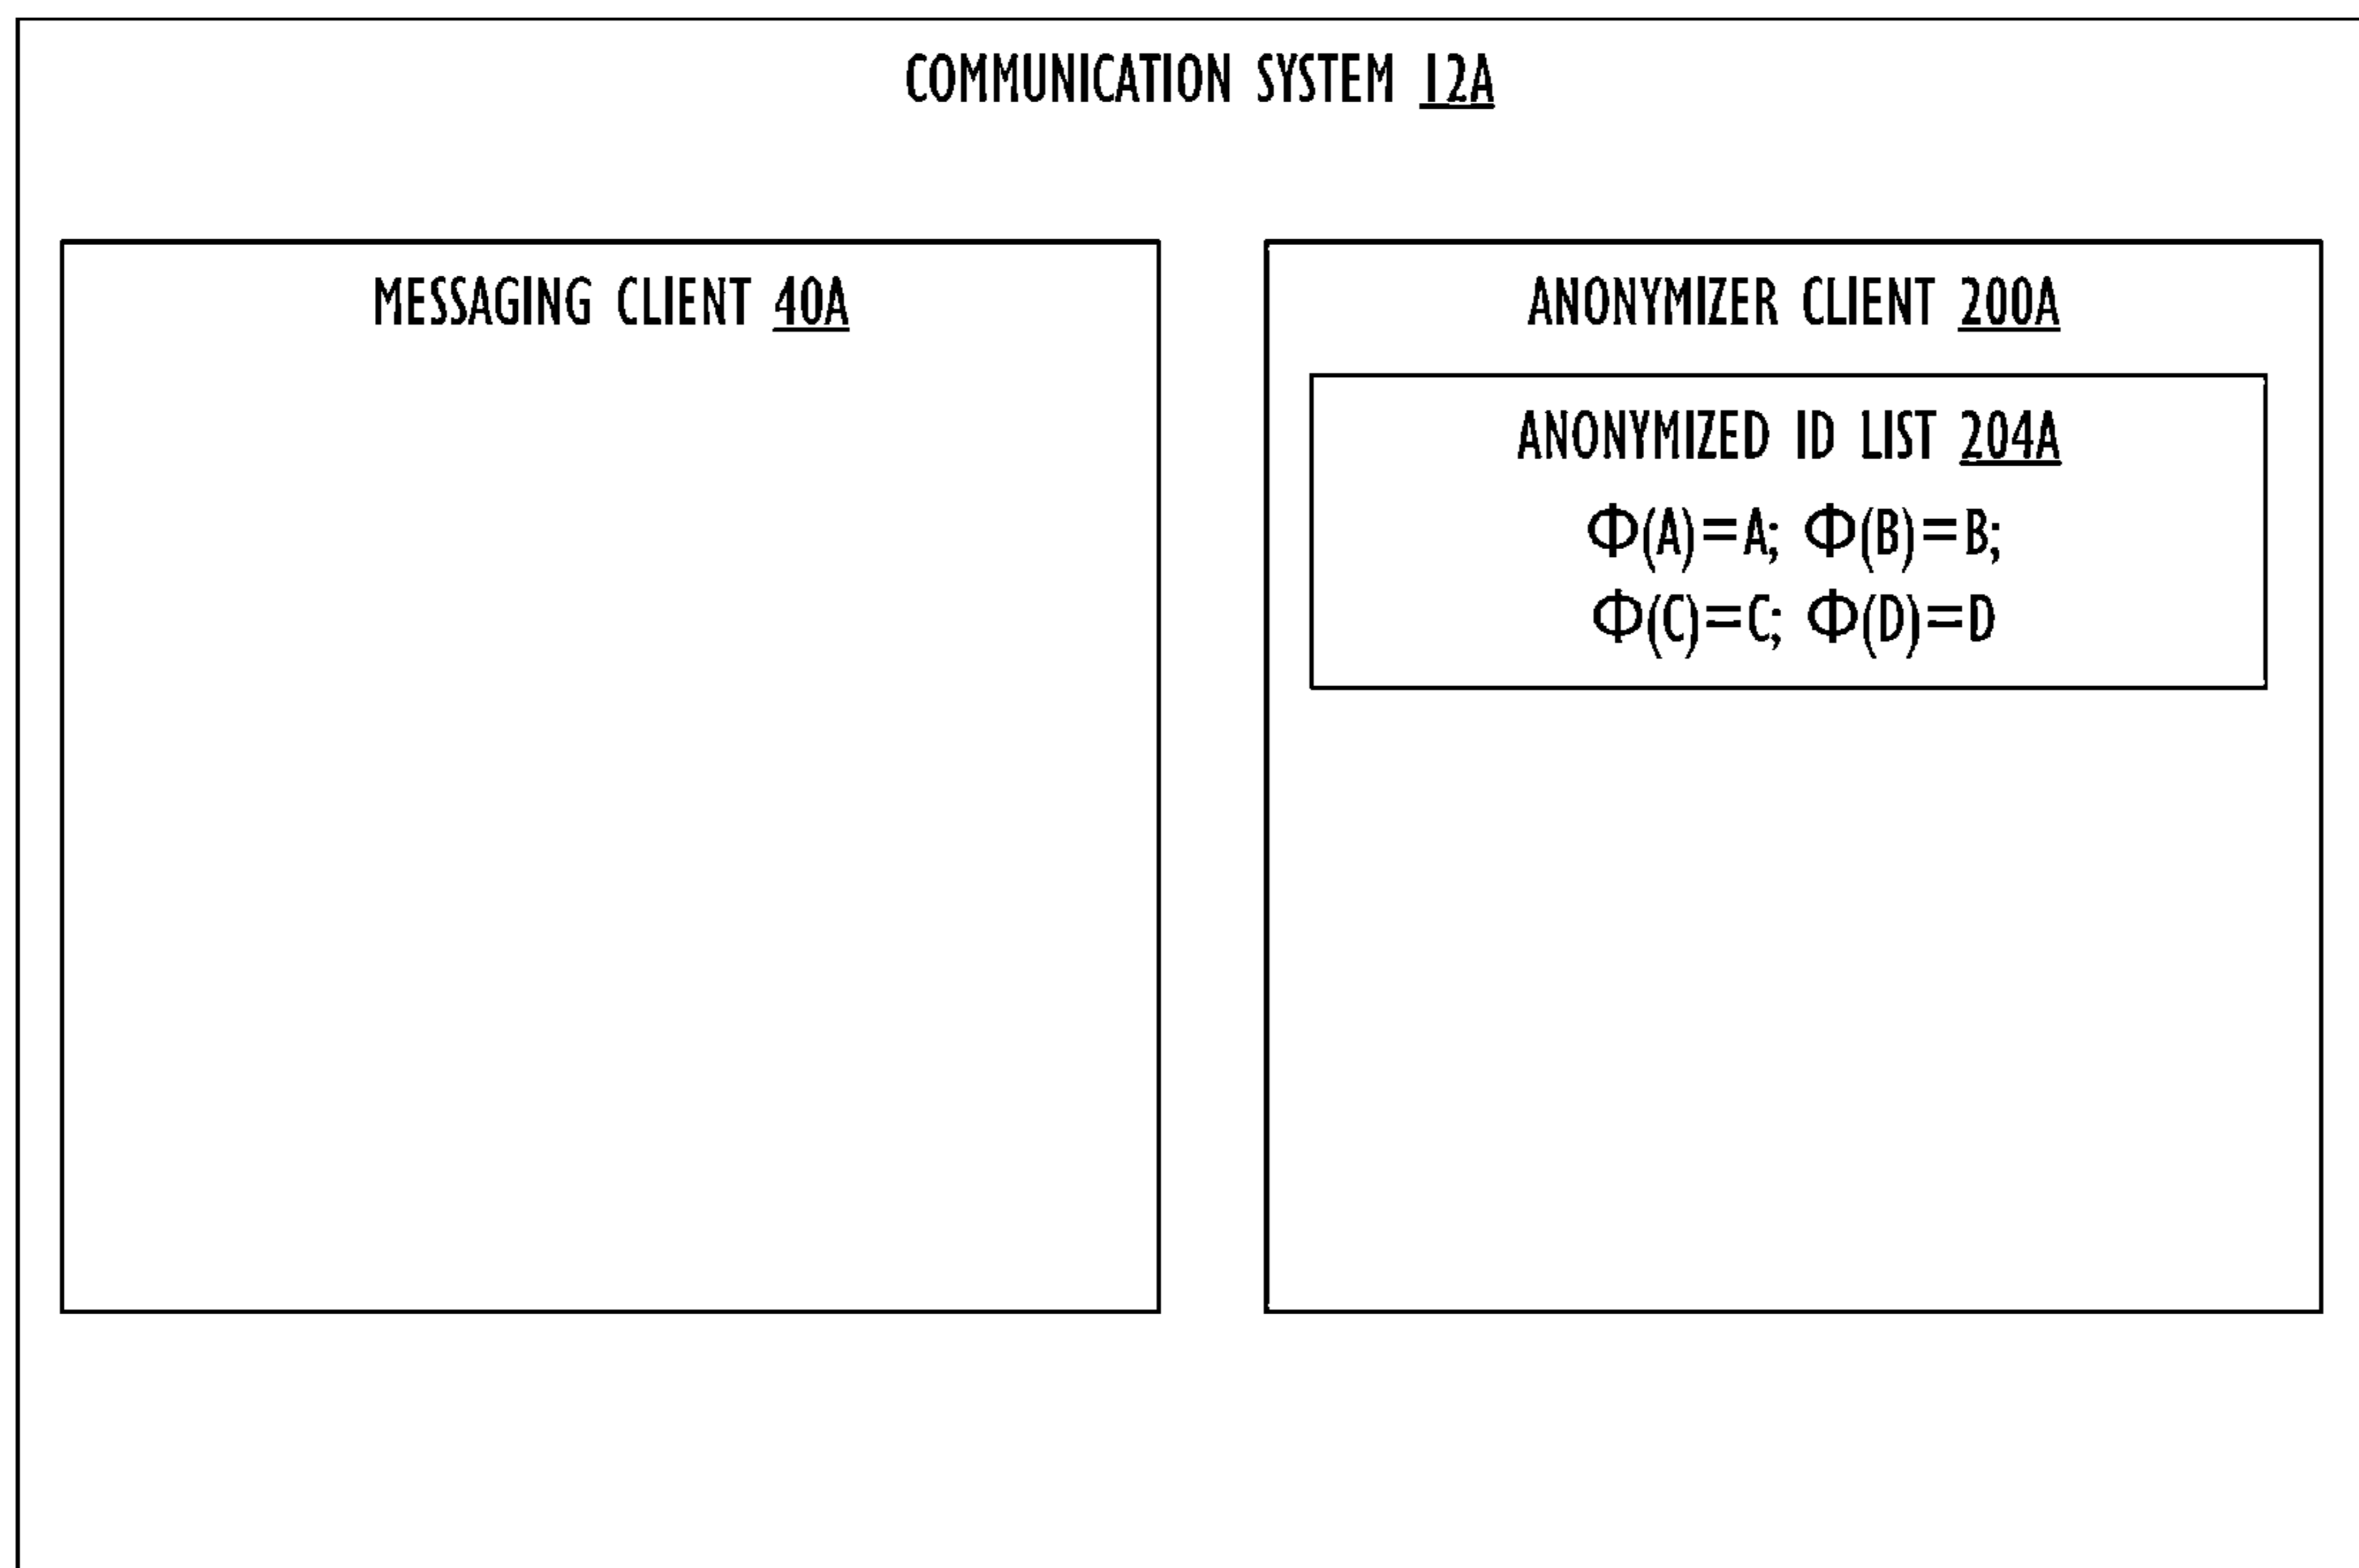 COMMUNICATION SYSTEM 12A
MESSAGING CLIENT 40A
ANONYMIZER CLIENT 200A
ANONYMIZED ID LIST 204A
Φ(A)=A; Φ(B)=B;
Φ(C)=C; Φ(D)=D